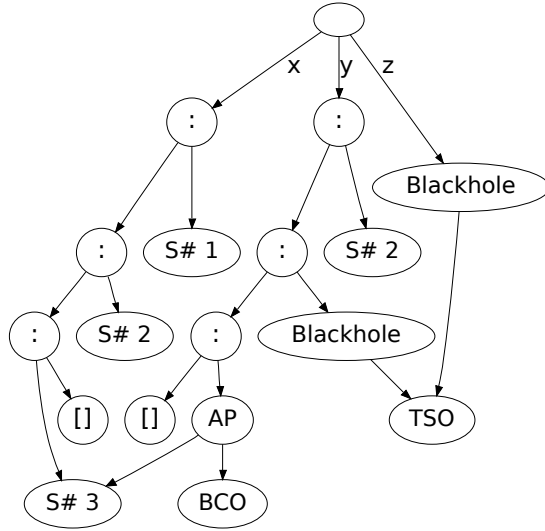 x y z
: :
Blackhole
: S# 1 : S# 2
: S# 2 : Blackhole
[] [] AP TSO
S# 3 BCO